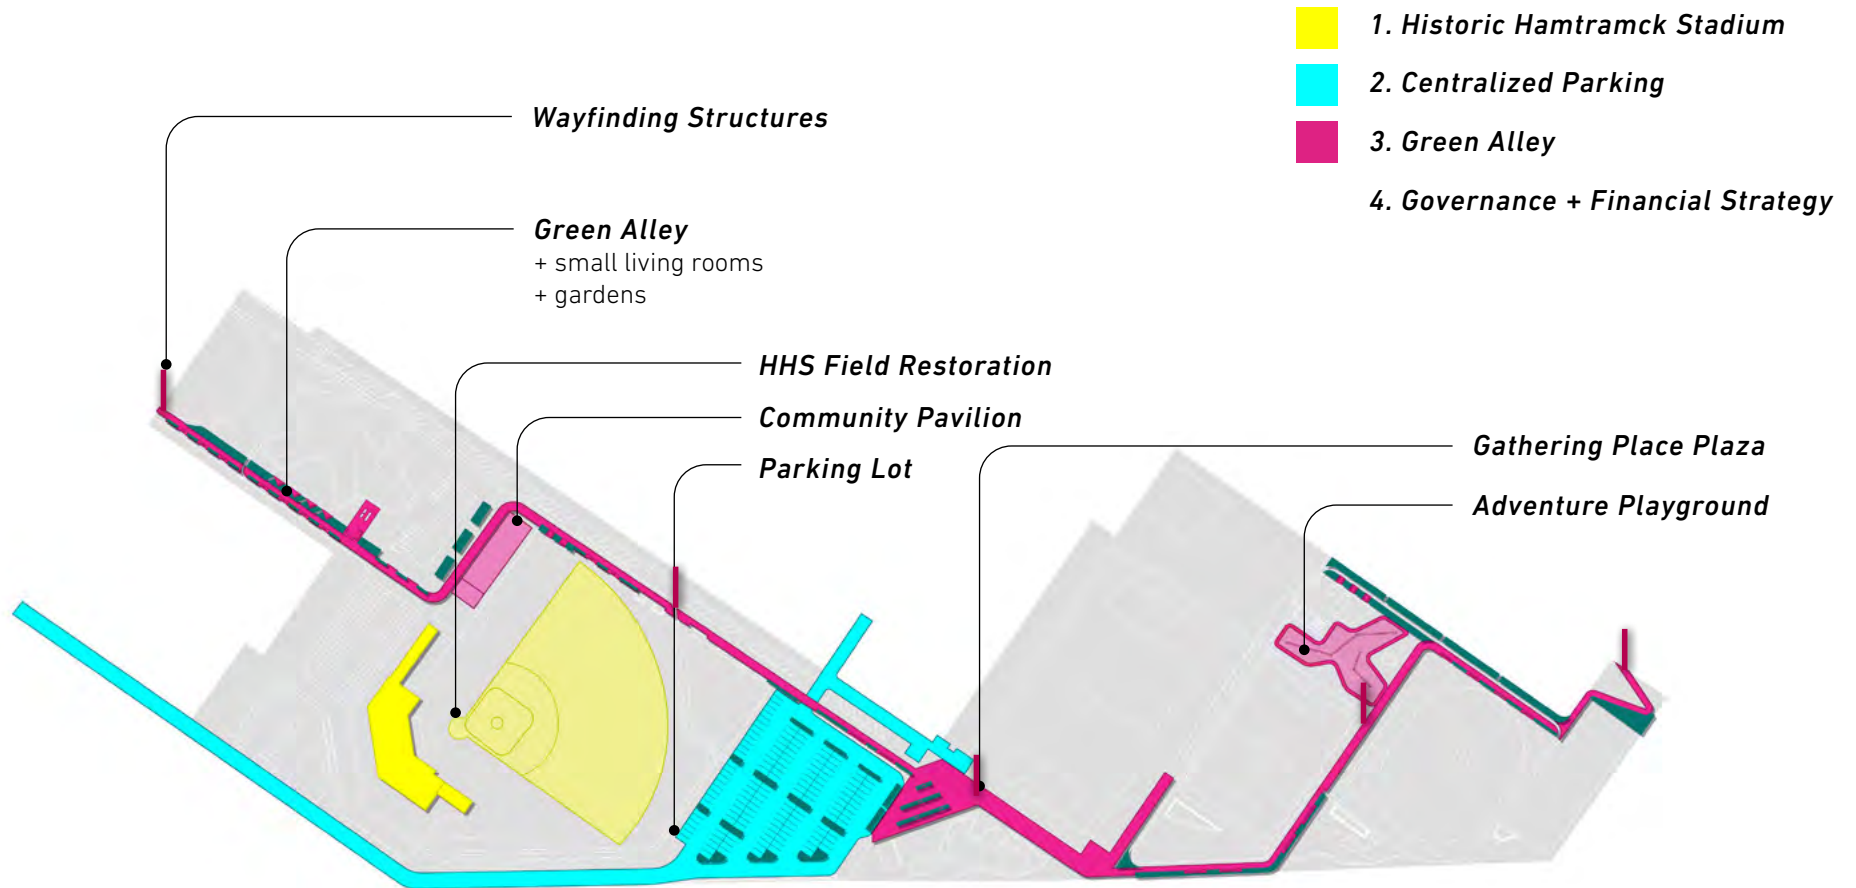 1. Historic Hamtramck Stadium
2. Centralized Parking
3. Green Alley
4. Governance + Financial Strategy
Wayfinding Structures
Green Alley
+ small living rooms
+ gardens
HHS Field Restoration
Community Pavilion
Parking Lot
Gathering Place Plaza
Adventure Playground